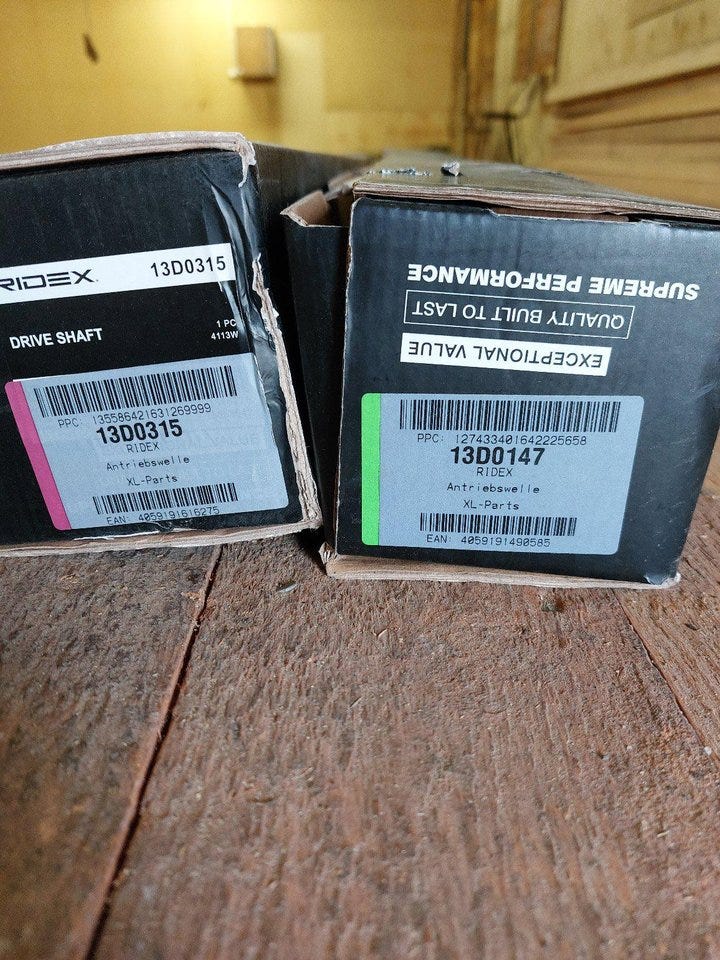 RIDEX
13D0315
DRIVE SHAFT
1 PC
4113W
PPC: 135586421631269999
13D0315
RIDEX
Antriebswelle
XL-Parts
EAN: 4059191616275
EXCEPTIONAL VALUE
QUALITY BUILT TO LAST
SUPREME PERFORMANCE
PPC: 127433401642225658
13D0147
RIDEX
Antriebswelle
XL-Parts
EAN: 4059191490585